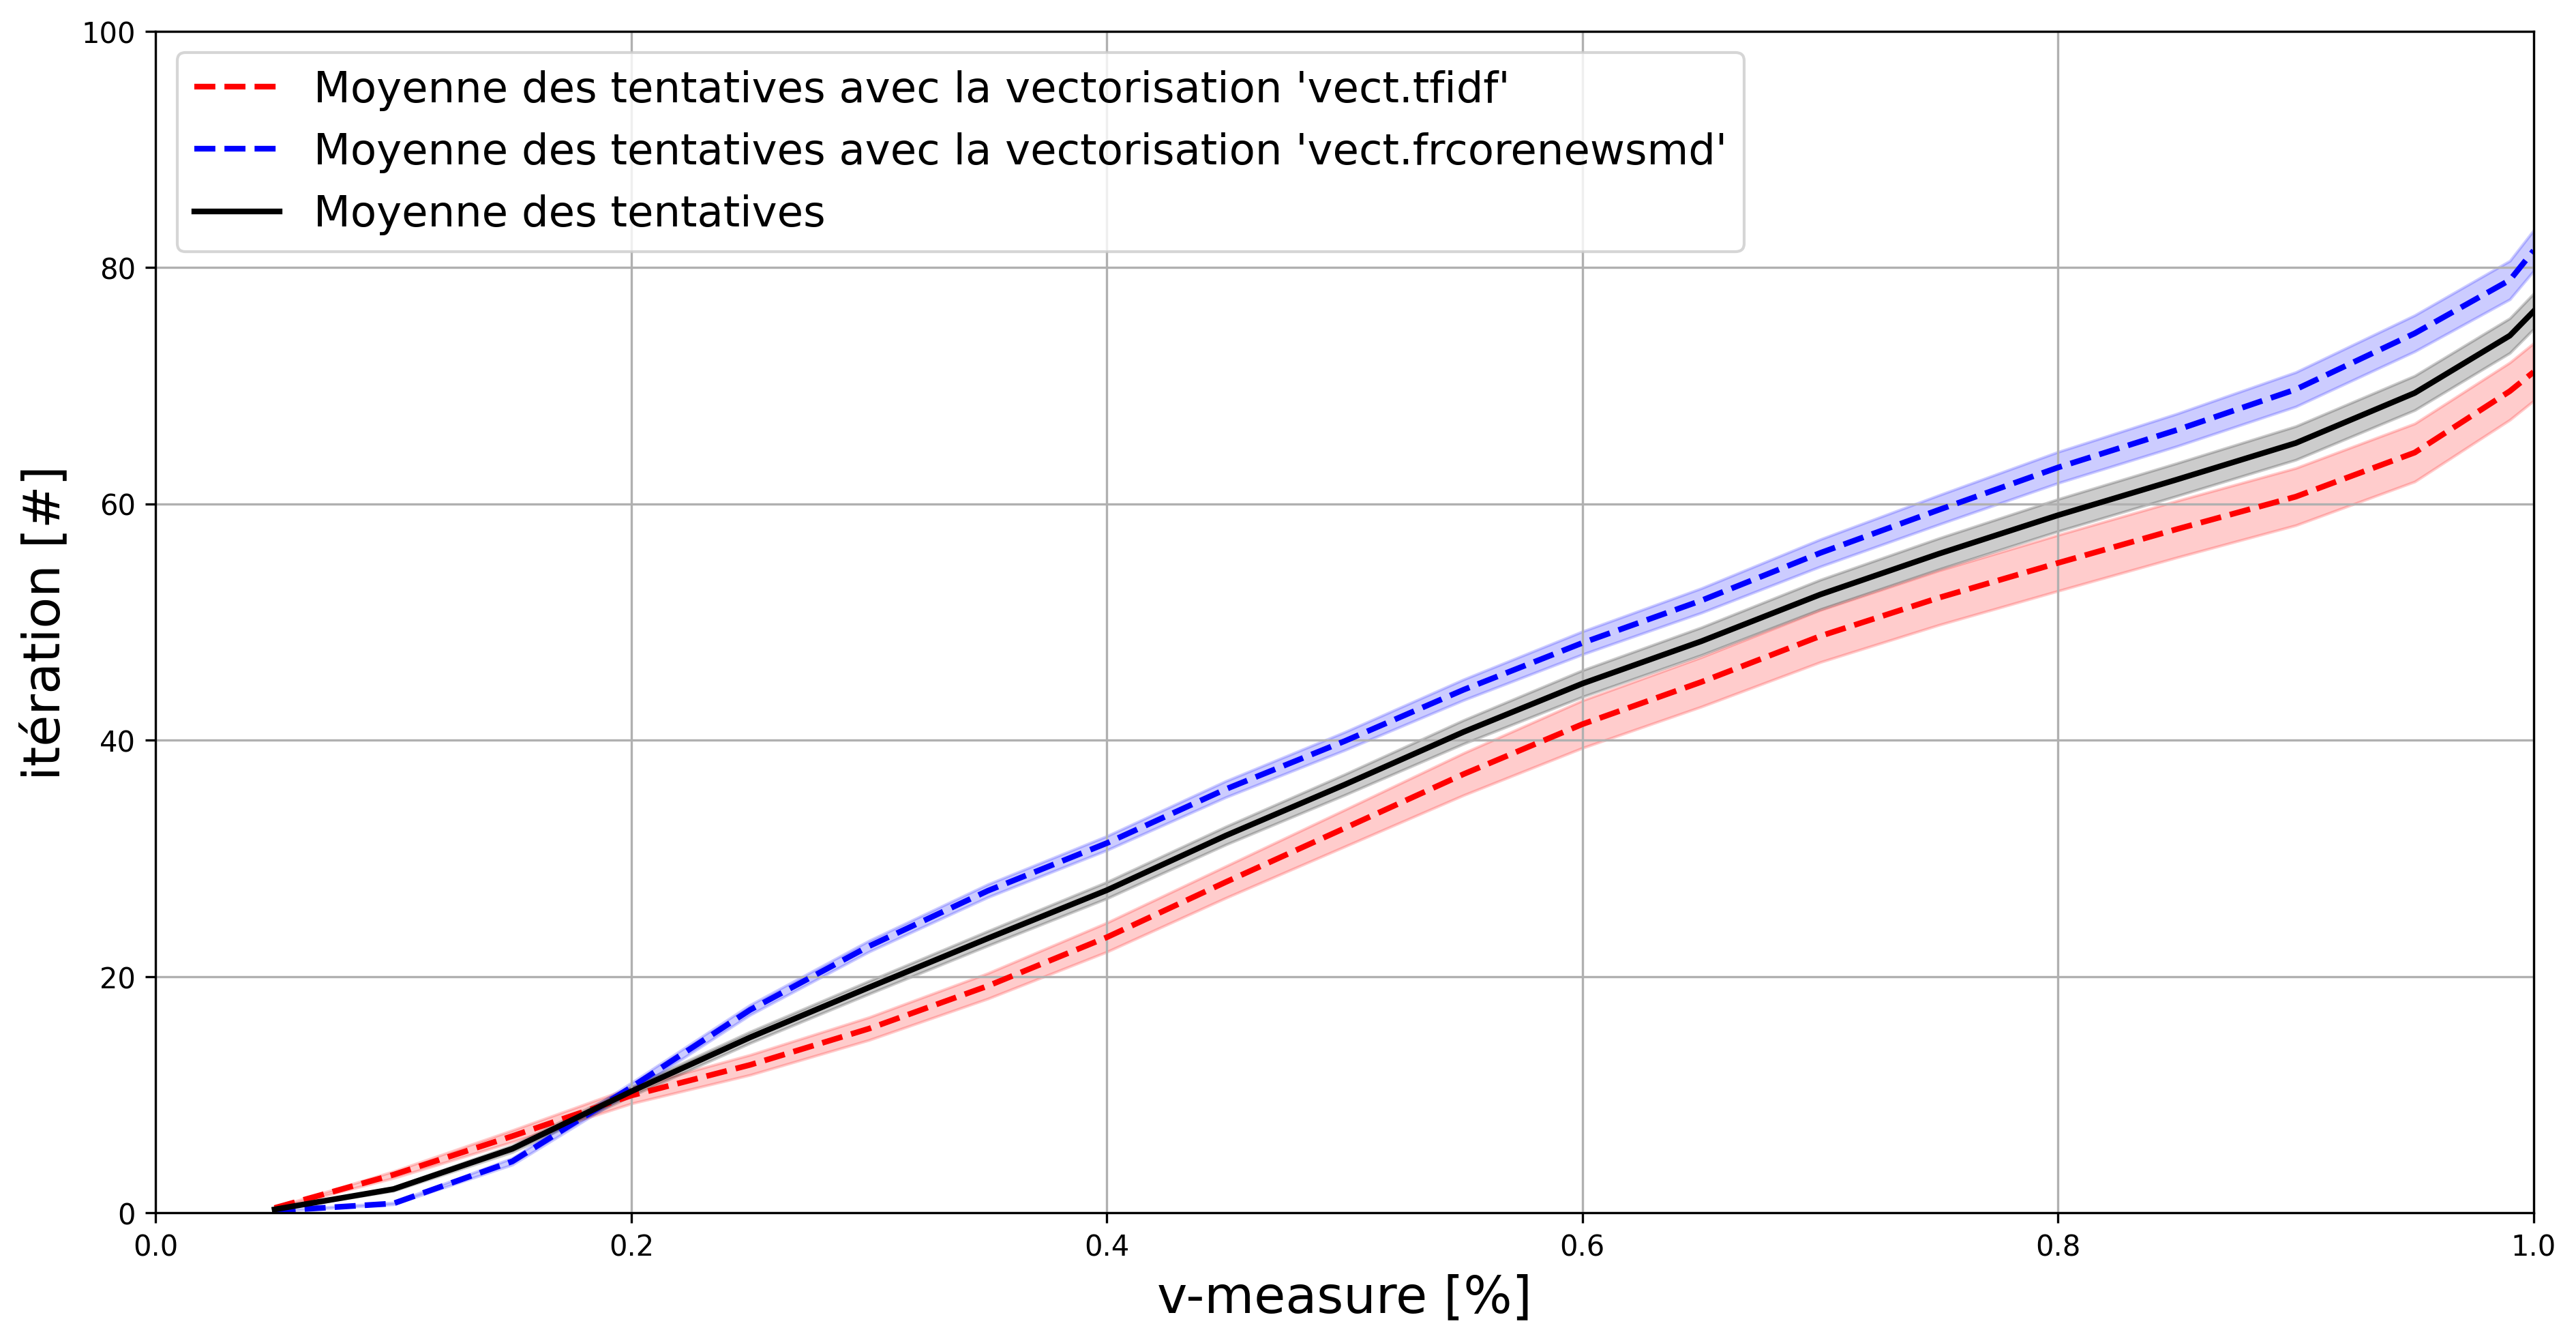 Moyenne des tentatives avec la vectorisation 'vect.tfidf'
Moyenne des tentatives avec la vectorisation 'vect.frcorenewsmd'
Moyenne des tentatives
itération [#]
100
80
60
40
20
0
0.0 0.2 0.4 0.6 0.8 1.0
v-measure [%]